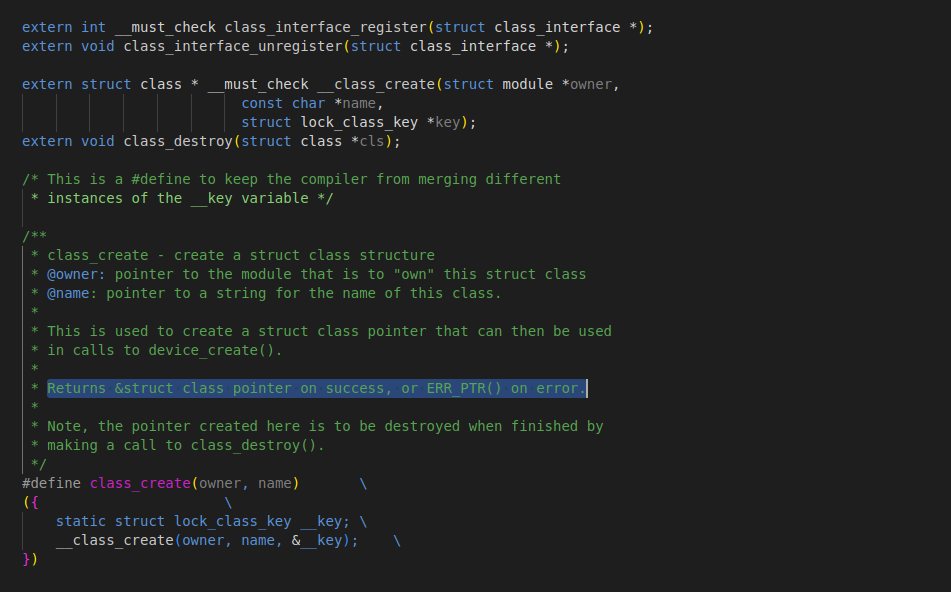 extern int __must_check class_interface_register(struct class_interface *);
extern void class_interface_unregister(struct class_interface *);
extern struct class * __must_check __class_create(struct module *owner,
const char *name,
struct lock_class_key *key);
extern void class_destroy(struct class *cls);
/* This is a #define to keep the compiler from merging different
* instances of the __key variable */
/**
* class_create - create a struct class structure
* @owner: pointer to the module that is to "own" this struct class
* @name: pointer to a string for the name of this class.
*
* This is used to create a struct class pointer that can then be used
* in calls to device_create().
*
* Returns &struct class pointer on success, or ERR_PTR() on error.
*
* Note, the pointer created here is to be destroyed when finished by
* making a call to class_destroy().
*/
#define class_create(owner, name) \
({ \
static struct lock_class_key __key; \
__class_create(owner, name, &__key); \
})